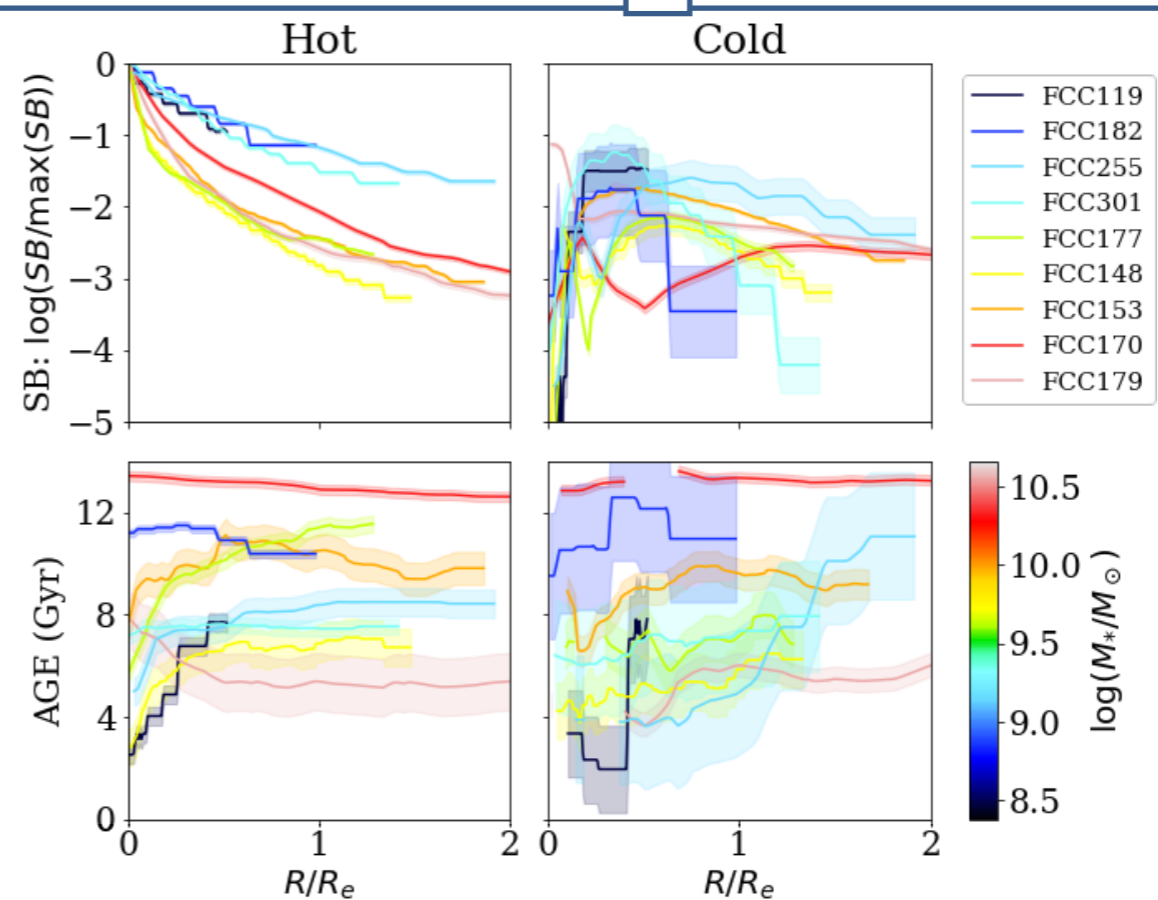 Hot
Cold
SB: log(SB/max(SB))
0
−1
−2
−3
−4
−5
FCC119
FCC182
FCC255
FCC301
FCC177
FCC148
FCC153
FCC170
FCC179
AGE (Gyr)
12
8
4
0
0 1 2
0 1 2
R/Re
R/Re
10.5
10.0
9.5
9.0
8.5
log(M*/M⊙)